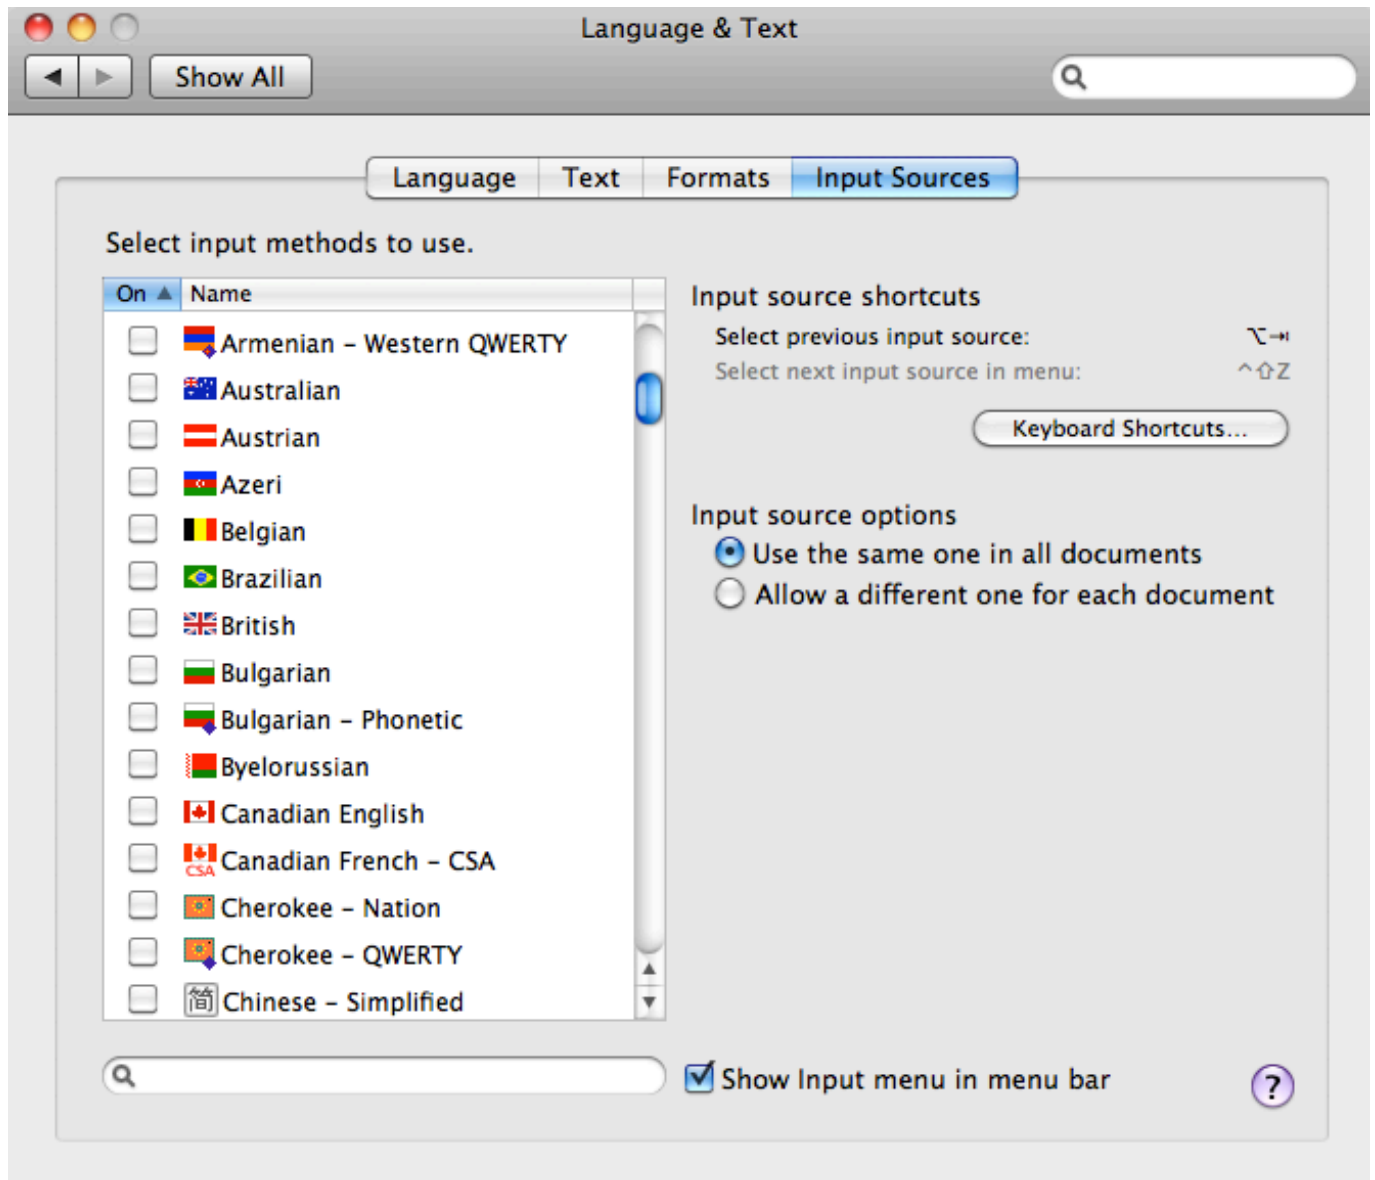 Language & Text
Show All
Language Text Formats Input Sources
Select input methods to use.
On Name
Armenian – Western QWERTY
Australian
Austrian
Azeri
Belgian
Brazilian
British
Bulgarian
Bulgarian – Phonetic
Byelorussian
Canadian English
CSA Canadian French – CSA
Cherokee – Nation
Cherokee – QWERTY
简 Chinese – Simplified
Input source shortcuts
Select previous input source: ⌥⇥
Select next input source in menu: ^⇧Z
Keyboard Shortcuts...
Input source options
Use the same one in all documents
Allow a different one for each document
Show Input menu in menu bar
?